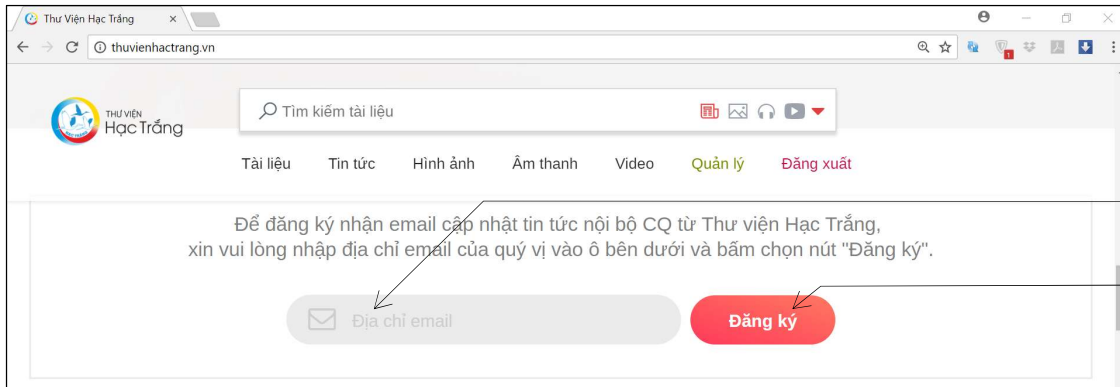 Thư Viện Hạc Trắng
thuvienhactrang.vn
1
THƯ VIỆN
Hạc Trắng
HẠC TRẮNG
Tìm kiếm tài liệu
Tài liệu Tin tức Hình ảnh Âm thanh Video Quản lý Đăng xuất
Để đăng ký nhận email cập nhật tin tức nội bộ CQ từ Thư viện Hạc Trắng,
xin vui lòng nhập địa chỉ email của quý vị vào ô bên dưới và bấm chọn nút "Đăng ký".
Địa chỉ email
Đăng ký